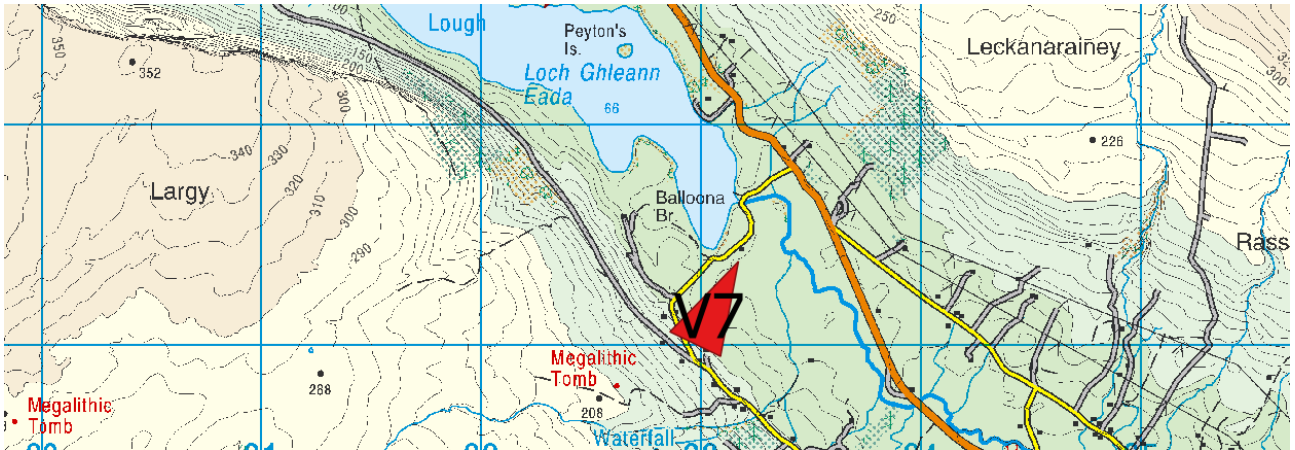 350
352
150
200
Lough
Peyton's
Is.
Loch Ghleann
Eada
66
250
Leckanarainey
300
300
340
330
320
310
300
290
Largy
226
Balloona
Br.
Rass
V7
288
Megalithic
Tomb
208
Megalithic
Tomb
Waterfall